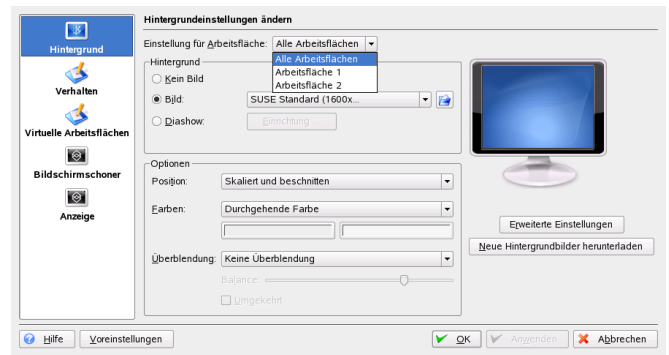 Hintergrund
Verhalten
Virtuelle Arbeitsflächen
Bildschirmschoner
Anzeige
Hintergrundeinstellungen ändern
Einstellung für Arbeitsfläche: Alle Arbeitsflächen
Alle Arbeitsflächen
Arbeitsfläche 1
Arbeitsfläche 2
Hintergrund
Kein Bild
Bild: SUSE Standard (1600x...
Diashow: Einrichtung ...
Optionen
Position: Skaliert und beschnitten
Farben: Durchgehende Farbe
Überblendung: Keine Überblendung
Balance:
Umgekehrt
Erweiterte Einstellungen
Neue Hintergrundbilder herunterladen
Hilfe Voreinstellungen OK Anwenden Abbrechen